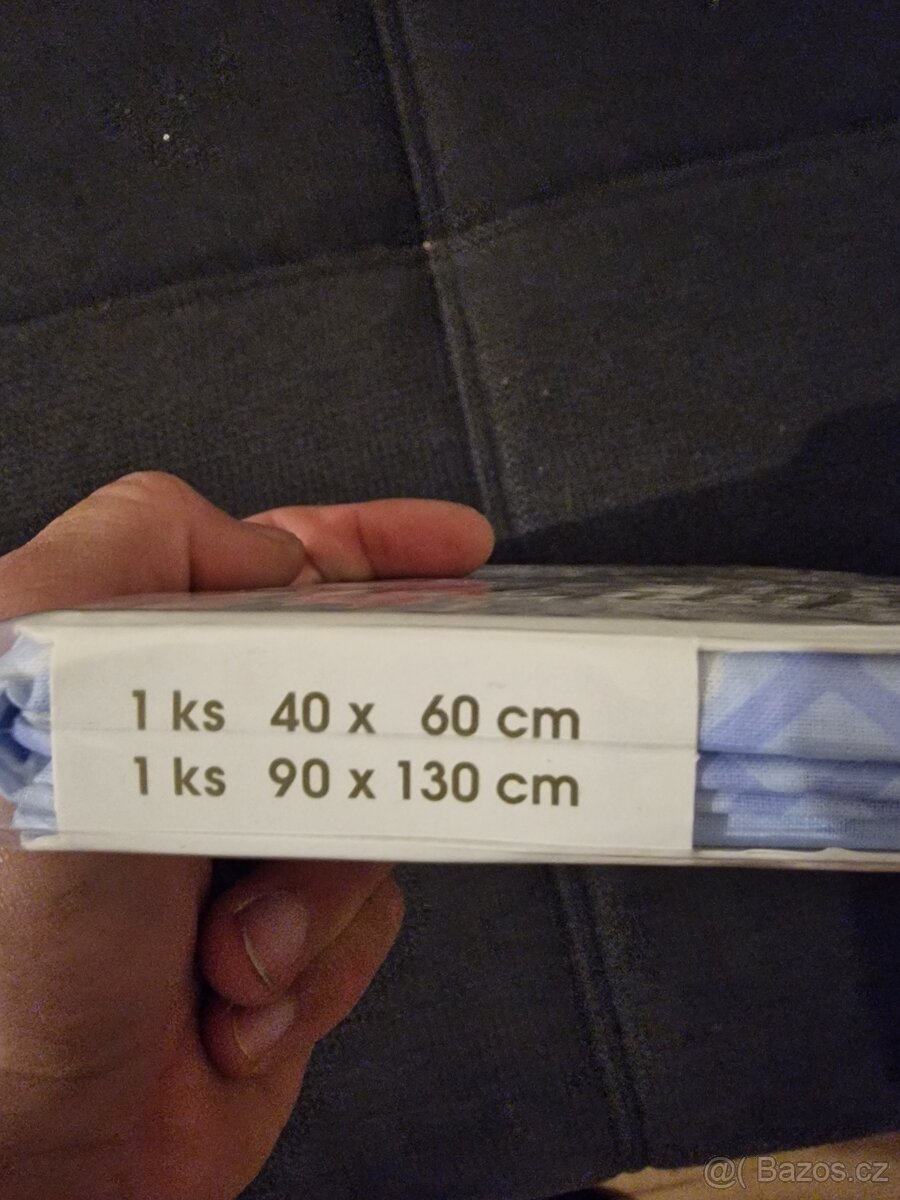 1 ks 40 x 60 cm
1 ks 90 x 130 cm
@( Bazos.cz